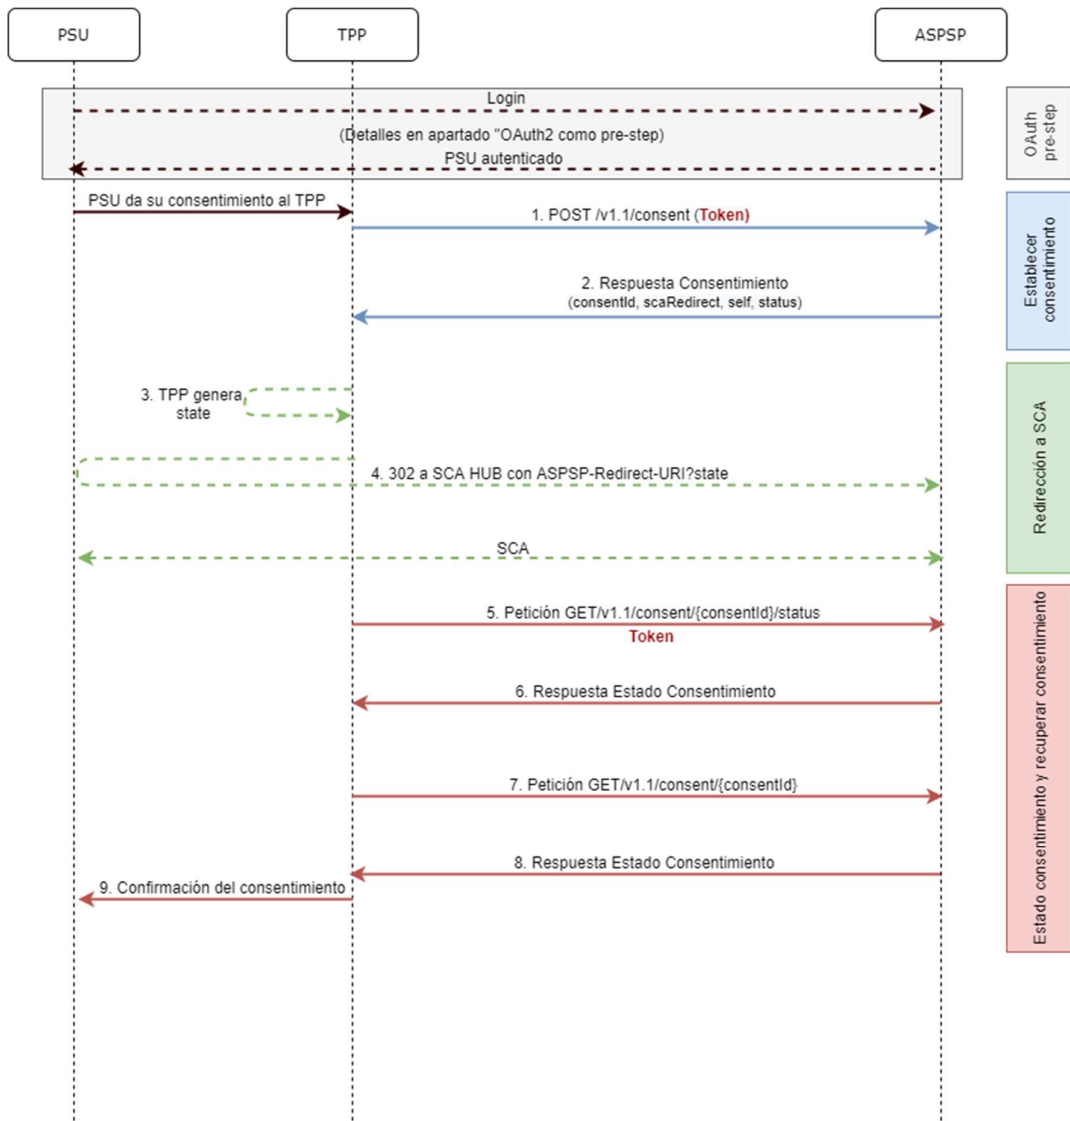 PSU
TPP
ASPSP
Login
(Detalles en apartado "OAuth2 como pre-step)
PSU autenticado
OAuth
pre-step
PSU da su consentimiento al TPP
1. POST /v1.1/consent (Token)
2. Respuesta Consentimiento
(consentId, scaRedirect, self, status)
Establecer
consentimiento
3. TPP genera
state
4. 302 a SCA HUB con ASPSP-Redirect-URI?state
SCA
Redirección a SCA
5. Petición GET/v1.1/consent/{consentId}/status
Token
6. Respuesta Estado Consentimiento
7. Petición GET/v1.1/consent/{consentId}
8. Respuesta Estado Consentimiento
9. Confirmación del consentimiento
Estado consentimiento y recuperar consentimiento